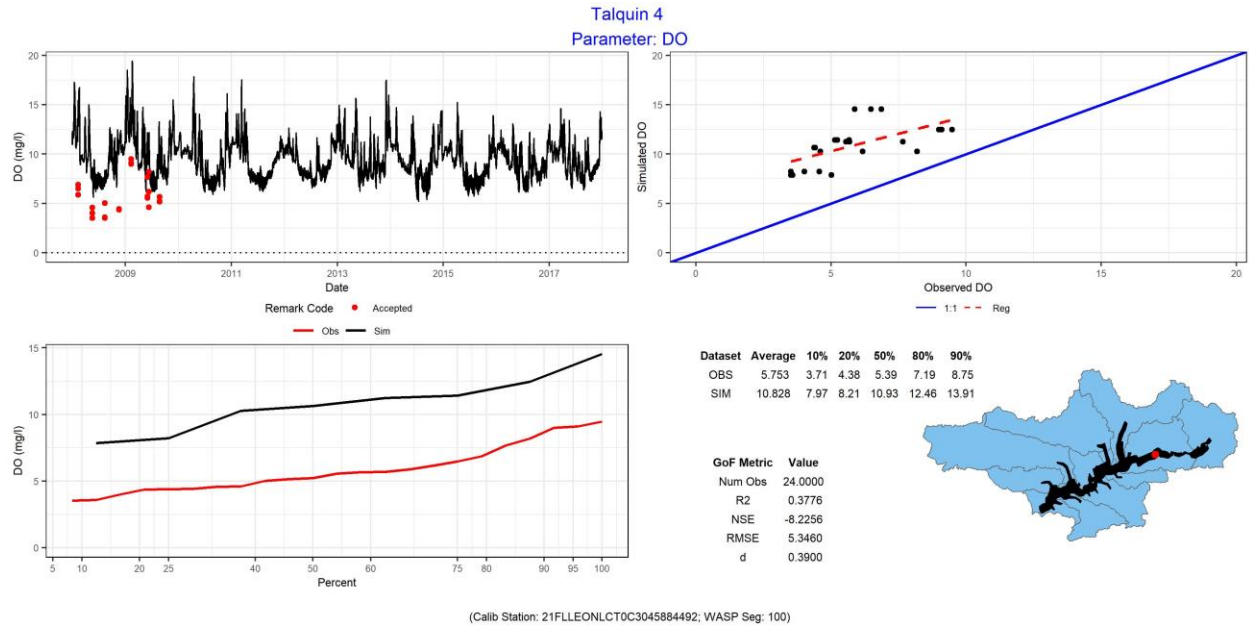 Talquin 4
Parameter: DO
20
15
10
5
0
DO (mg/l)
2009 2011 2013 2015 2017
Date
Remark Code Accepted
Obs Sim
20
15
10
5
0
Simulated DO
0 5 10 15 20
Observed DO
1:1 Reg
15
10
5
0
DO (mg/l)
5 10 20 25 40 50 60 75 80 90 95 100
Percent
Dataset Average 10% 20% 50% 80% 90%
OBS 5.753 3.71 4.38 5.39 7.19 8.75
SIM 10.828 7.97 8.21 10.93 12.46 13.91
GoF Metric Value
Num Obs 24.0000
R2 0.3776
NSE -8.2256
RMSE 5.3460
d 0.3900
(Calib Station: 21FLLEONLCT0C3045884492; WASP Seg: 100)